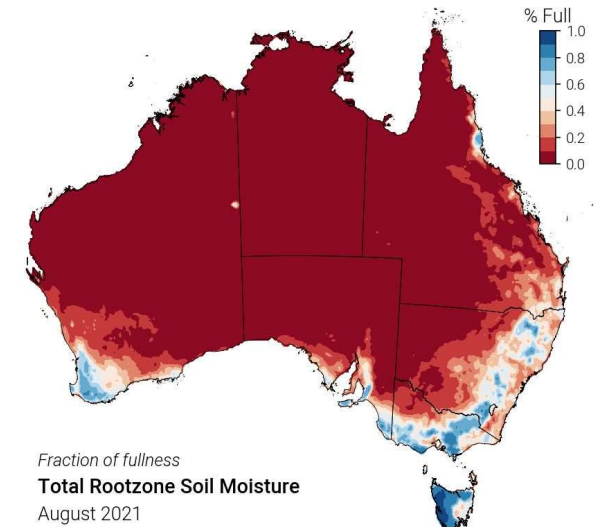 % Full
1.0
0.8
0.6
0.4
0.2
0.0
Fraction of fullness
Total Rootzone Soil Moisture
August 2021